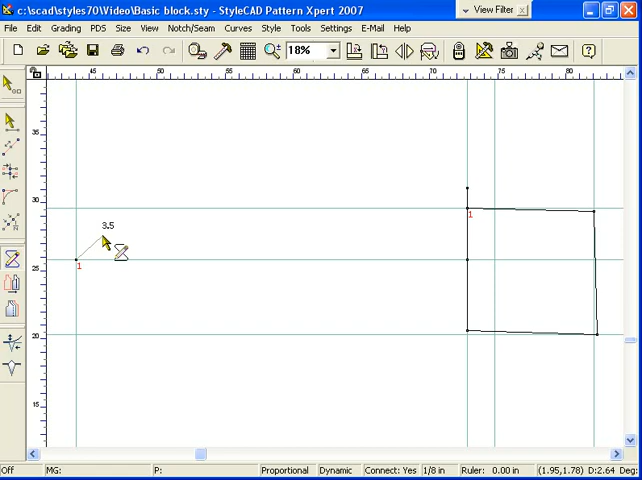 c:\scad\styles70\Video\Basic block.sty - StyleCAD Pattern Xpert 2007
View Filter
File Edit Grading PDS Size View Notch/Seam Curves Style Tools Settings E-Mail Help
18%
45 50 55 60 65 70 75 80
35
30
25
20
15
3.5
1
1
Off MG: P: Proportional Dynamic Connect: Yes 1/8 in Ruler: 0.00 in (1.95,1.78) D:2.64 Deg: